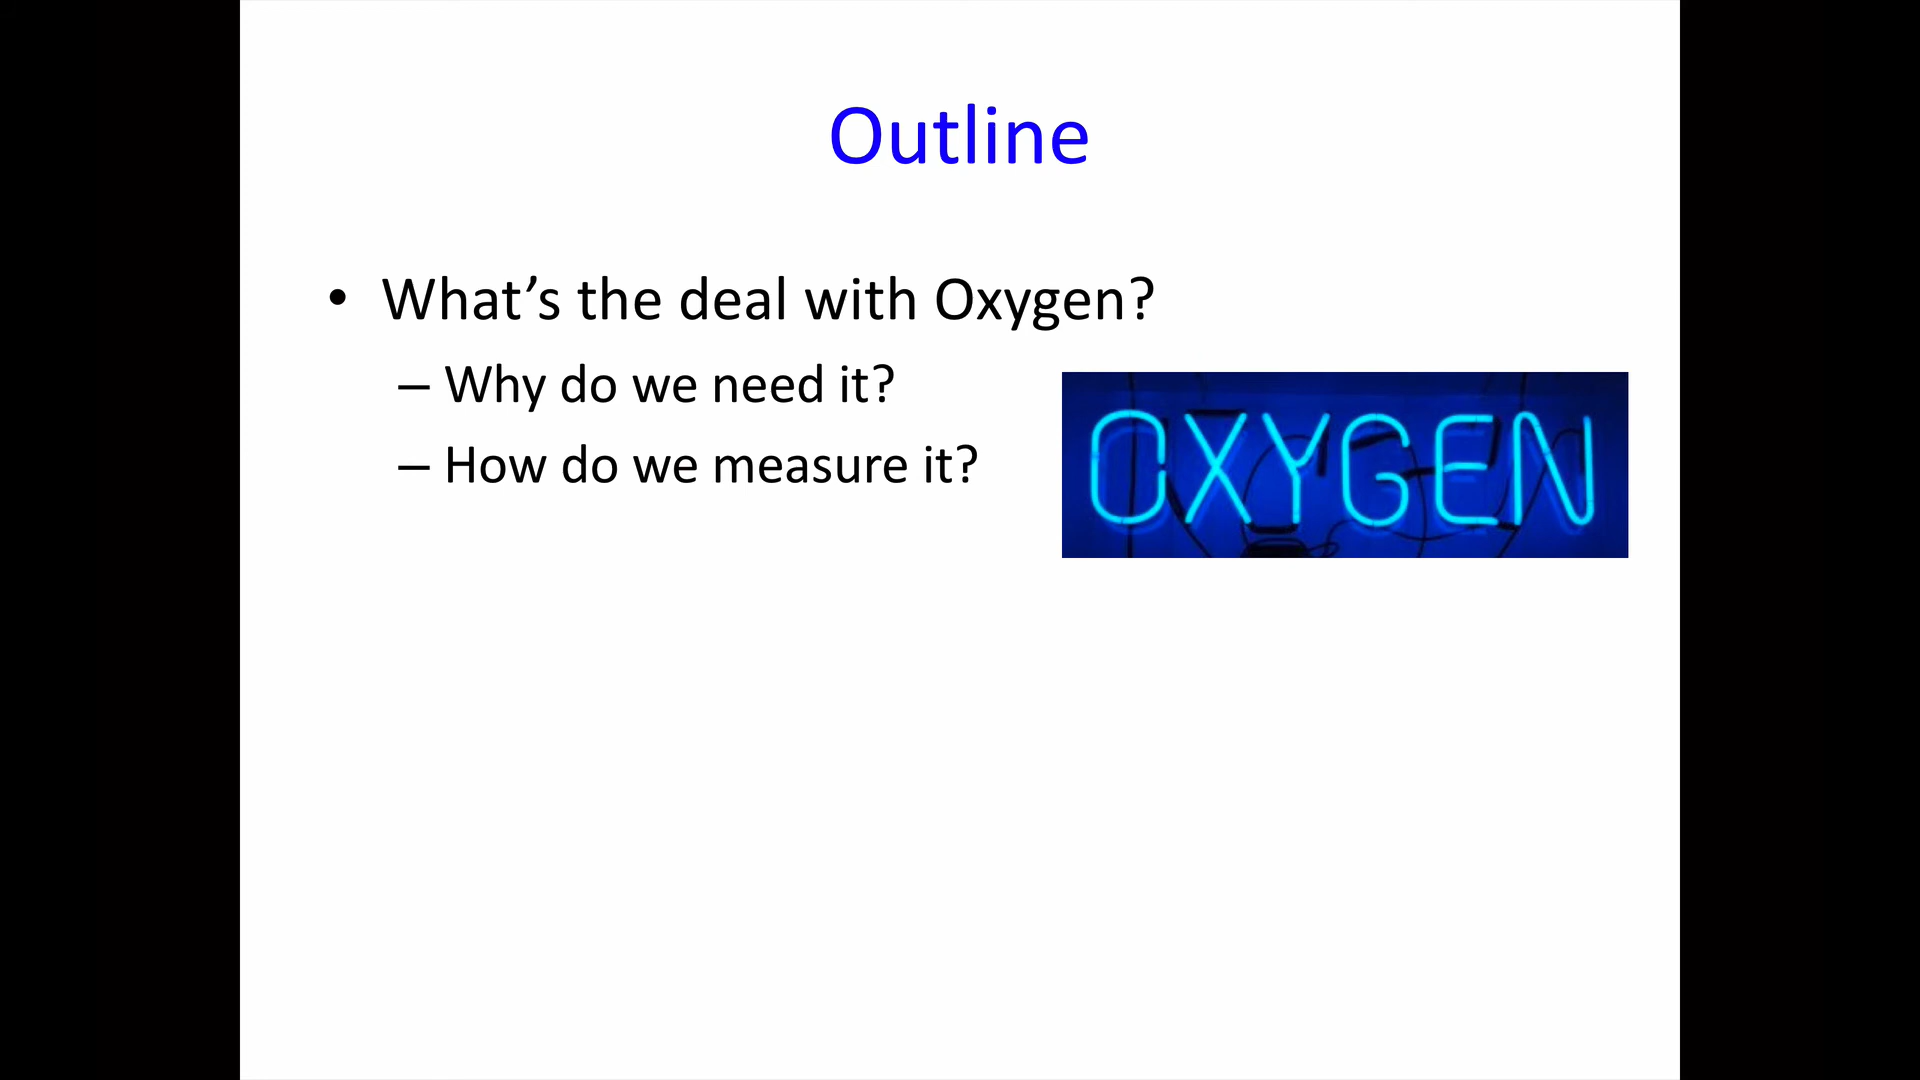 Outline
• What’s the deal with Oxygen?
– Why do we need it?
– How do we measure it?
OXYGEN